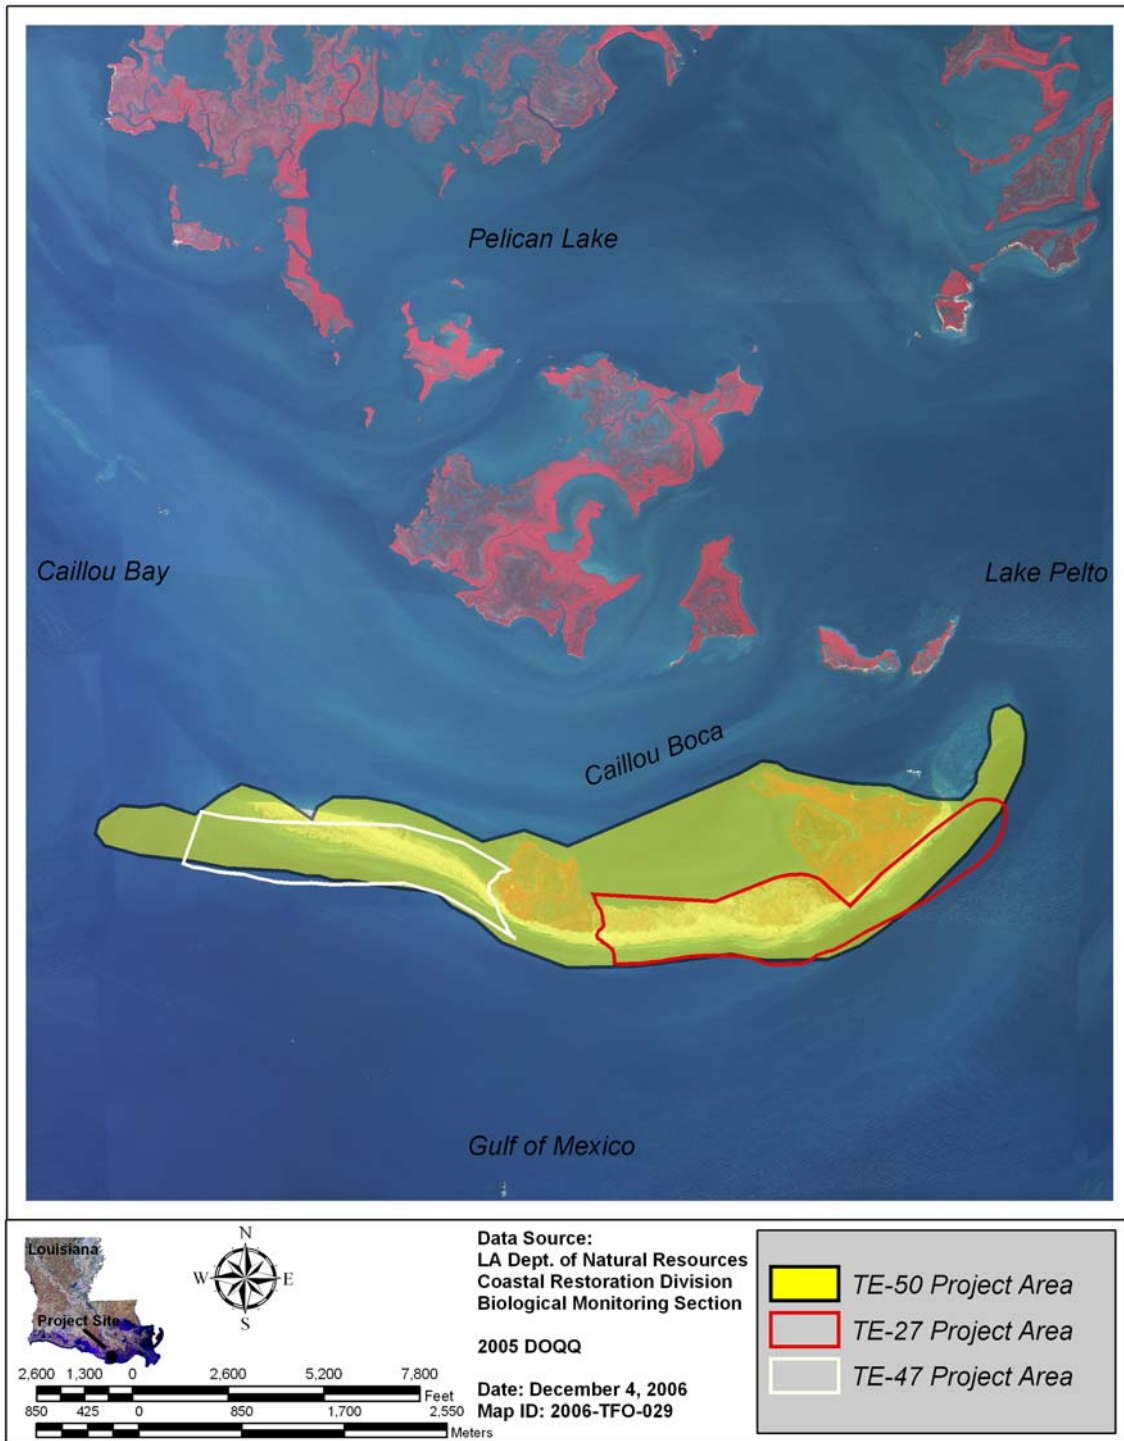 Pelican Lake
Caillou Bay
Lake Pelto
Caillou Boca
Gulf of Mexico
Louisiana
Project Site
N
W E
S
2,600 1,300 0 2,600 5,200 7,800
Feet
850 425 0 850 1,700 2,550
Meters
Data Source:
LA Dept. of Natural Resources
Coastal Restoration Division
Biological Monitoring Section
2005 DOQQ
Date: December 4, 2006
Map ID: 2006-TFO-029
TE-50 Project Area
TE-27 Project Area
TE-47 Project Area